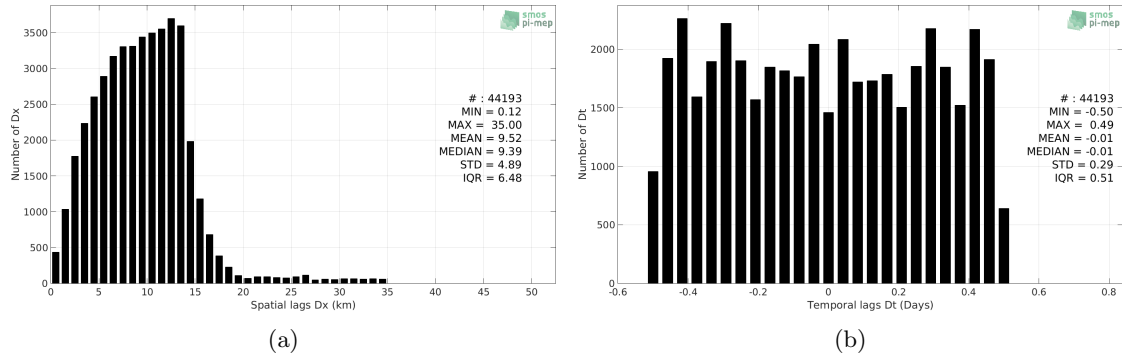 smos
pi-mep
3500
3000
2500
2000
1500
1000
500
0
Number of Dx
# : 44193
MIN = 0.12
MAX = 35.00
MEAN = 9.52
MEDIAN = 9.39
STD = 4.89
IQR = 6.48
0 5 10 15 20 25 30 35 40 45 50
Spatial lags Dx (km)
(a)
smos
pi-mep
2000
1500
1000
500
0
Number of Dt
# : 44193
MIN = -0.50
MAX = 0.49
MEAN = -0.01
MEDIAN = -0.01
STD = 0.29
IQR = 0.51
-0.6 -0.4 -0.2 0 0.2 0.4 0.6 0.8
Temporal lags Dt (Days)
(b)